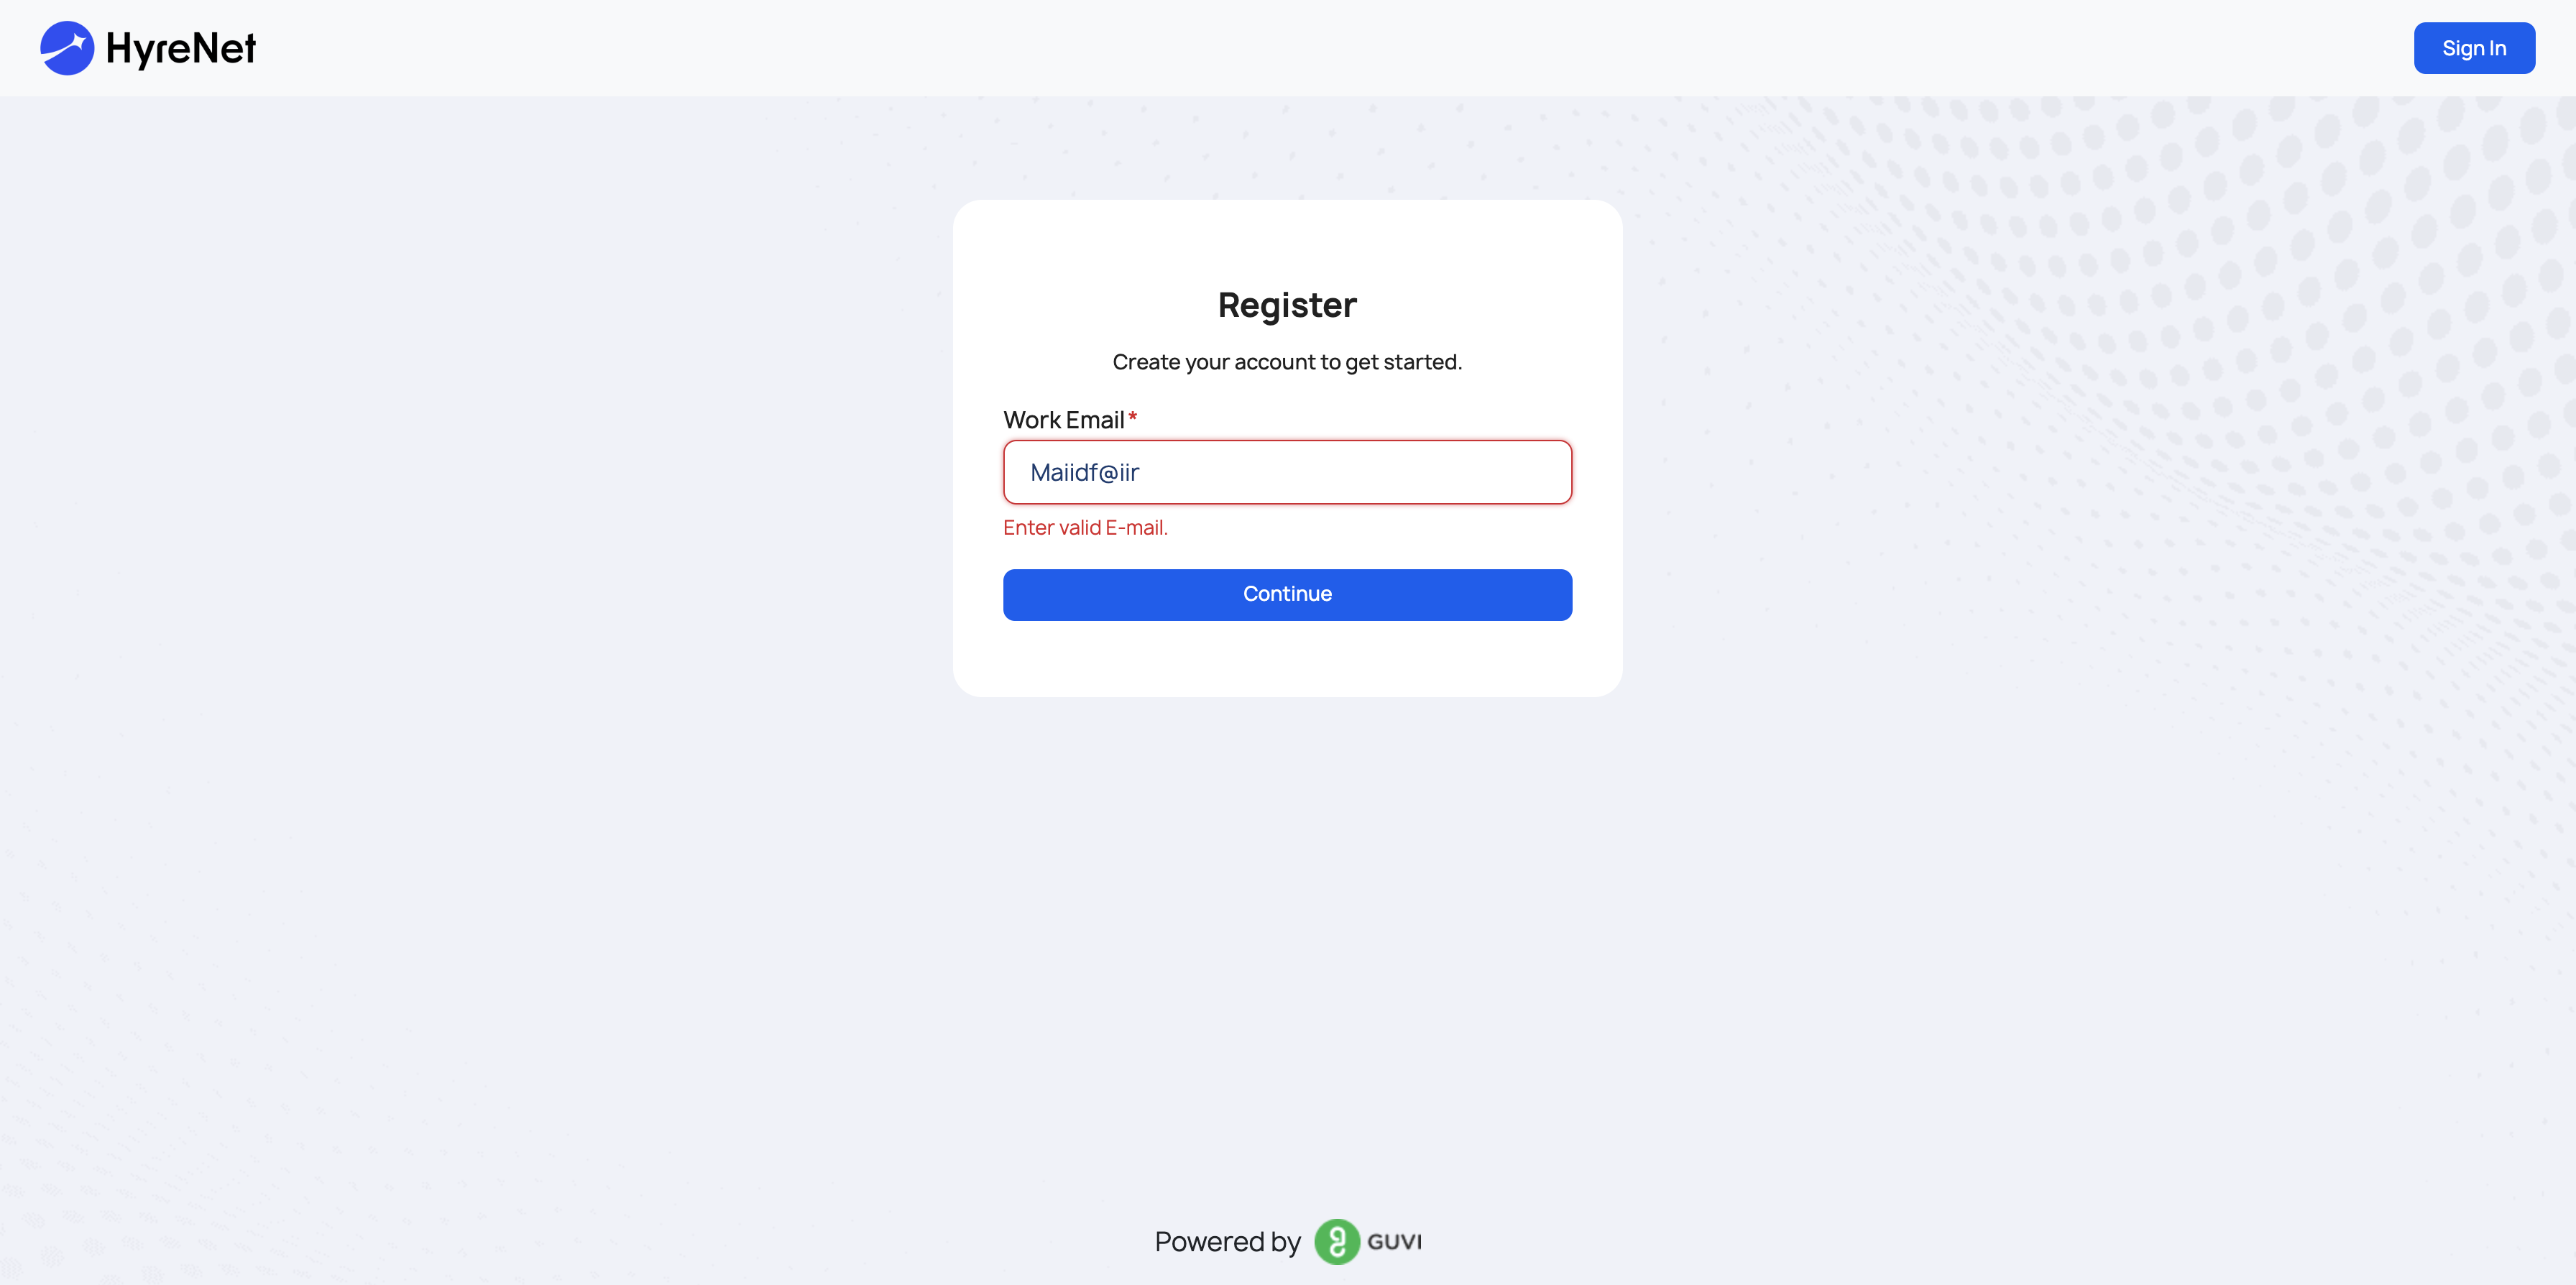 HyreNet
Sign In
Register
Create your account to get started.
Work Email*
Maiidf@iir
Enter valid E-mail.
Continue
Powered by GUVI